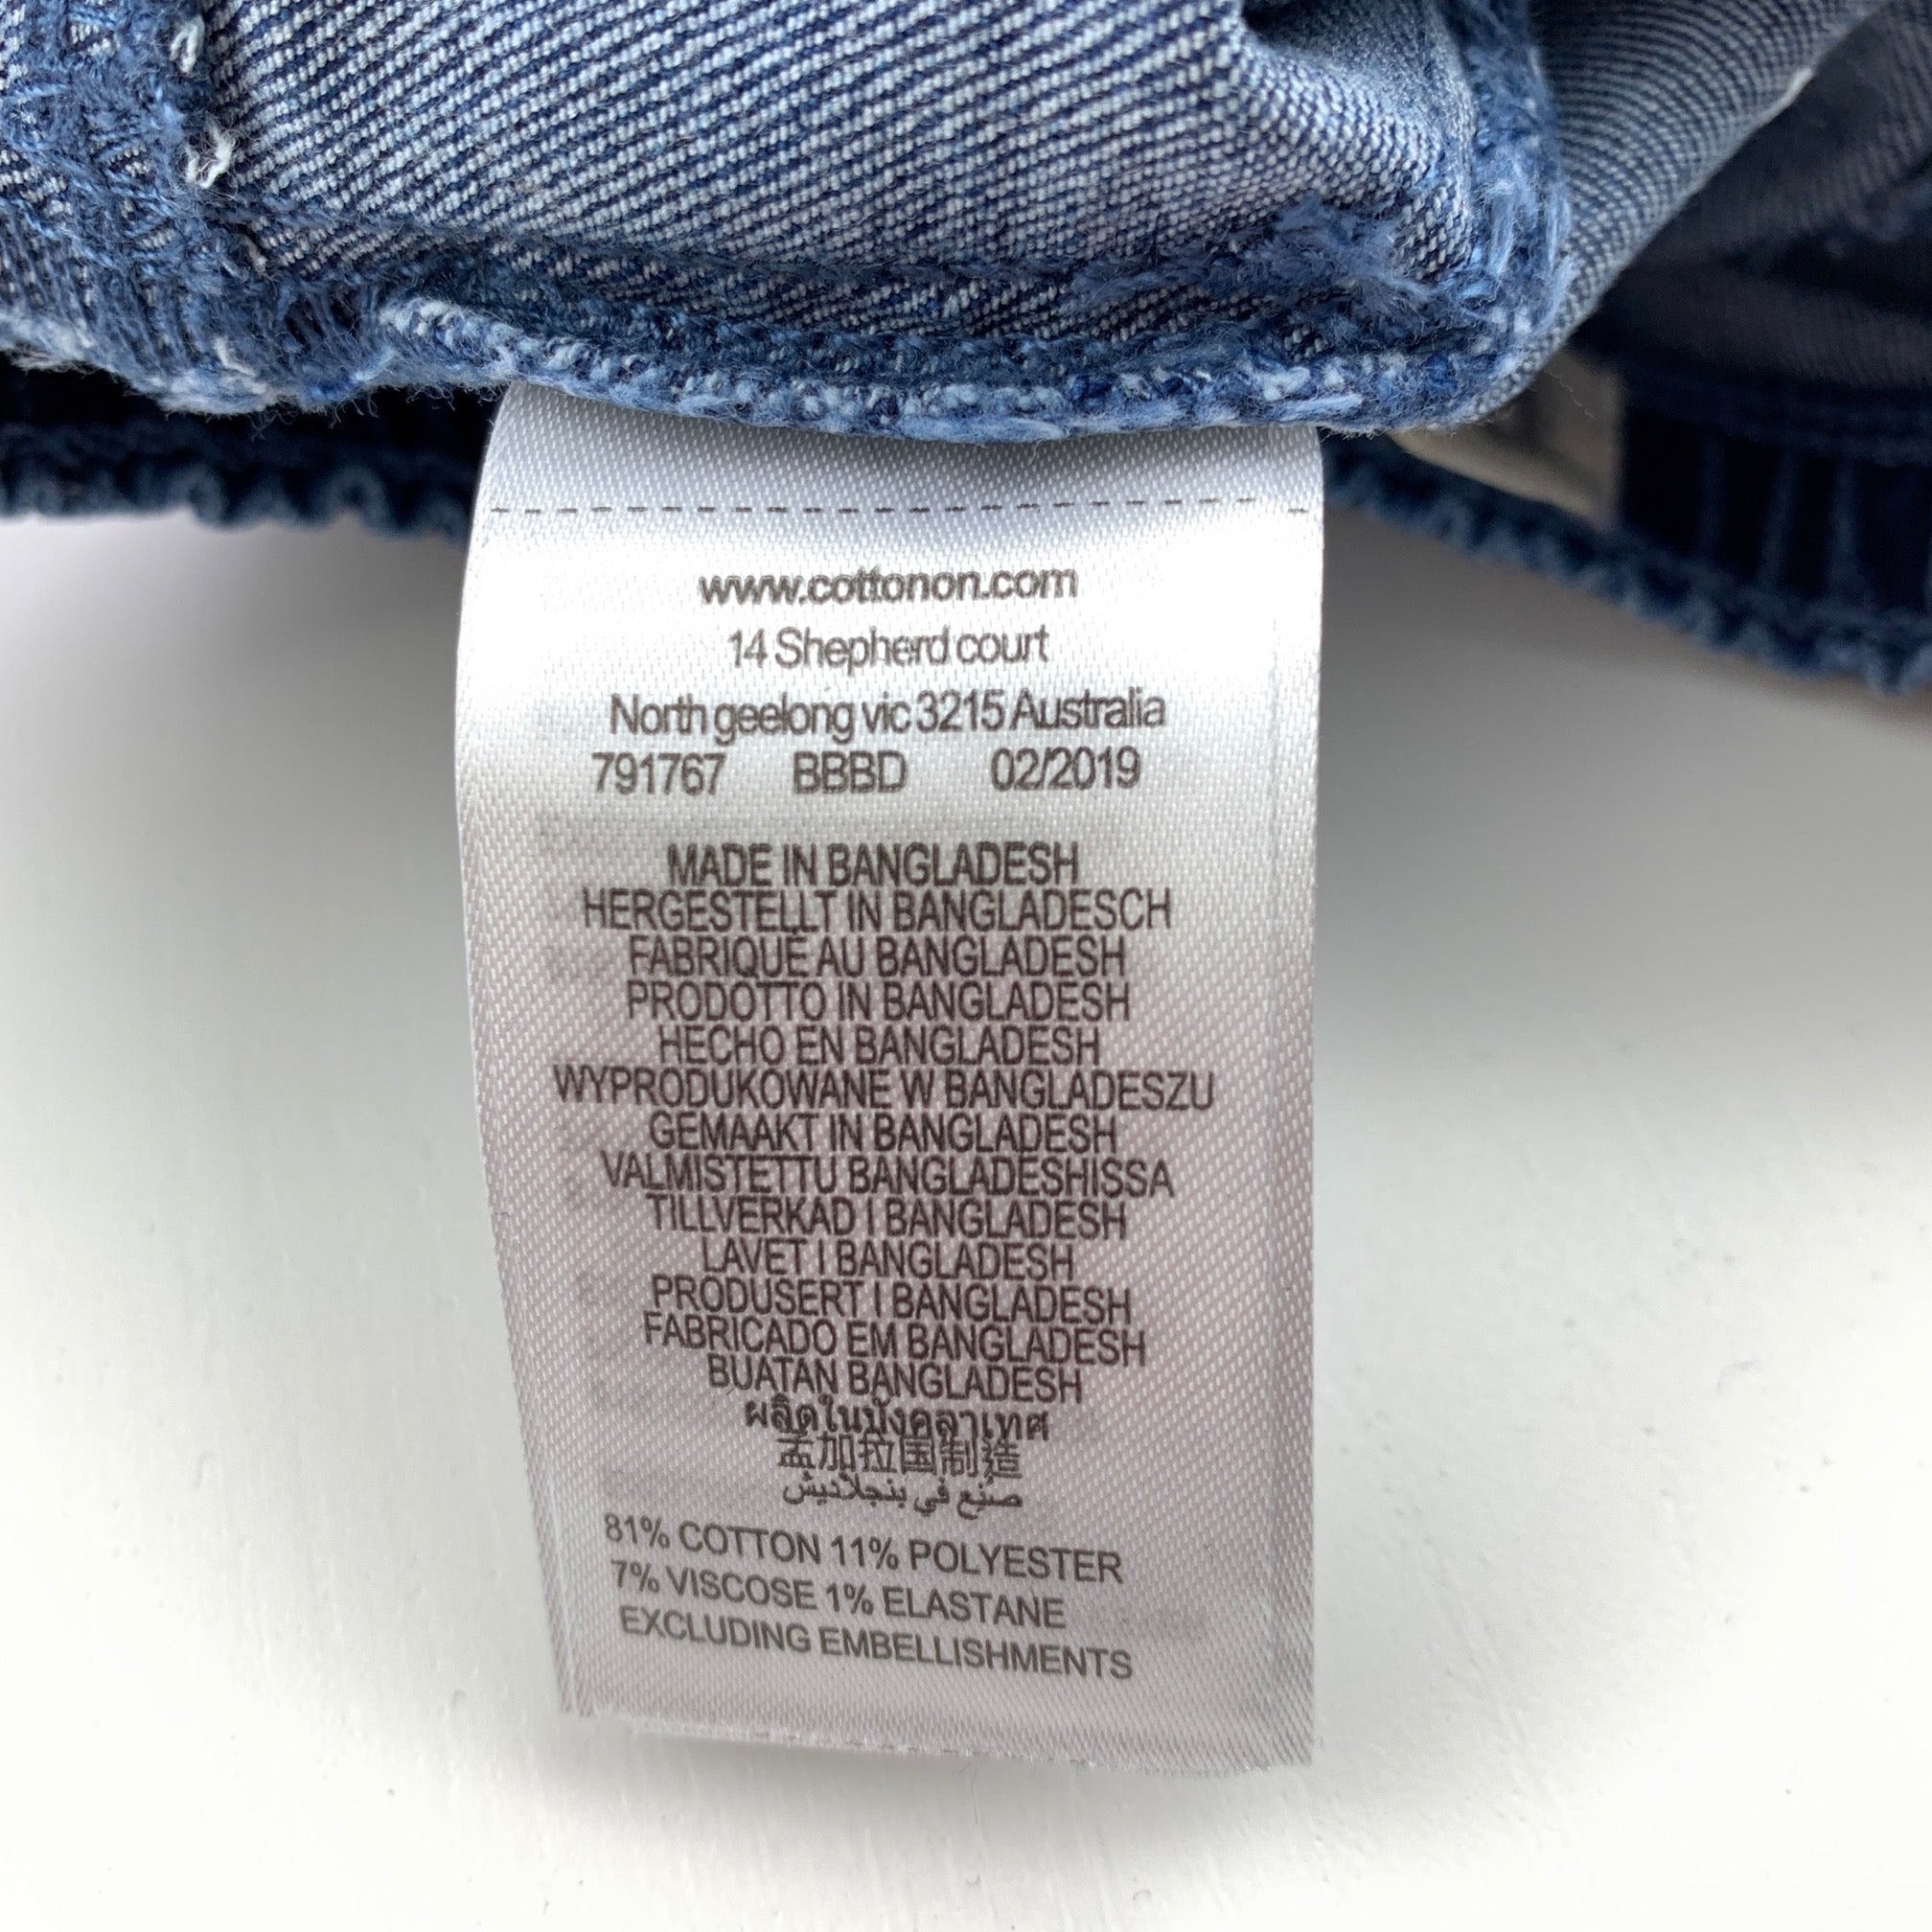 www.cottonon.com
14 Shepherd court
North geelong vic 3215 Australia
791767 BBBD 02/2019
MADE IN BANGLADESH
HERGESTELLT IN BANGLADESCH
FABRIQUÉ AU BANGLADESH
PRODOTTO IN BANGLADESH
HECHO EN BANGLADESH
WYPRODUKOWANE W BANGLADESZU
GEMAAKT IN BANGLADESH
VALMISTETTU BANGLADESHISSA
TILLVERKAD I BANGLADESH
LAVET I BANGLADESH
PRODUSERT I BANGLADESH
FABRICADO EM BANGLADESH
BUATAN BANGLADESH
ผลิตในบังคลาเทศ
孟加拉国制造
صنع في بنجلاديش
81% COTTON 11% POLYESTER
7% VISCOSE 1% ELASTANE
EXCLUDING EMBELLISHMENTS